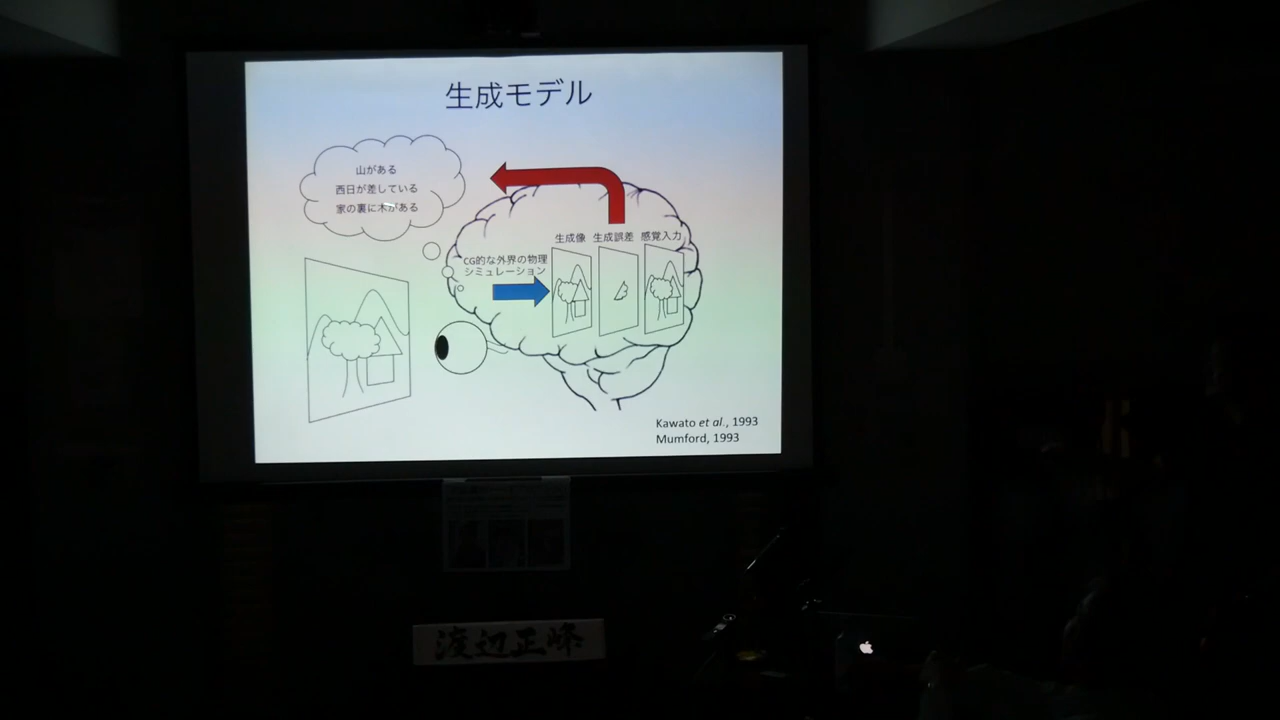 生成モデル
山がある
西日が差している
家の裏に木がある
生成像 生成誤差 感覚入力
CG的な外界の物理
シミュレーション
Kawato et al., 1993
Mumford, 1993
渡辺正峰